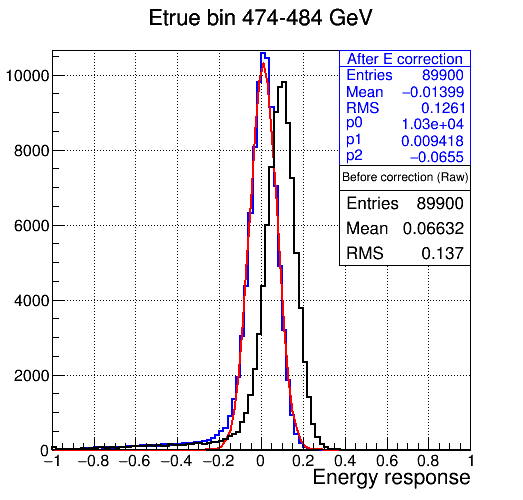 Etrue bin 474-484 GeV
After E correction
Entries 89900
Mean −0.01399
RMS 0.1261
p0 1.03e+04
p1 0.009418
p2 −0.0655
Before correction (Raw)
Entries 89900
Mean 0.06632
RMS 0.137
10000
8000
6000
4000
2000
0
−1 −0.8 −0.6 −0.4 −0.2 0 0.2 0.4 0.6 0.8 1
Energy response